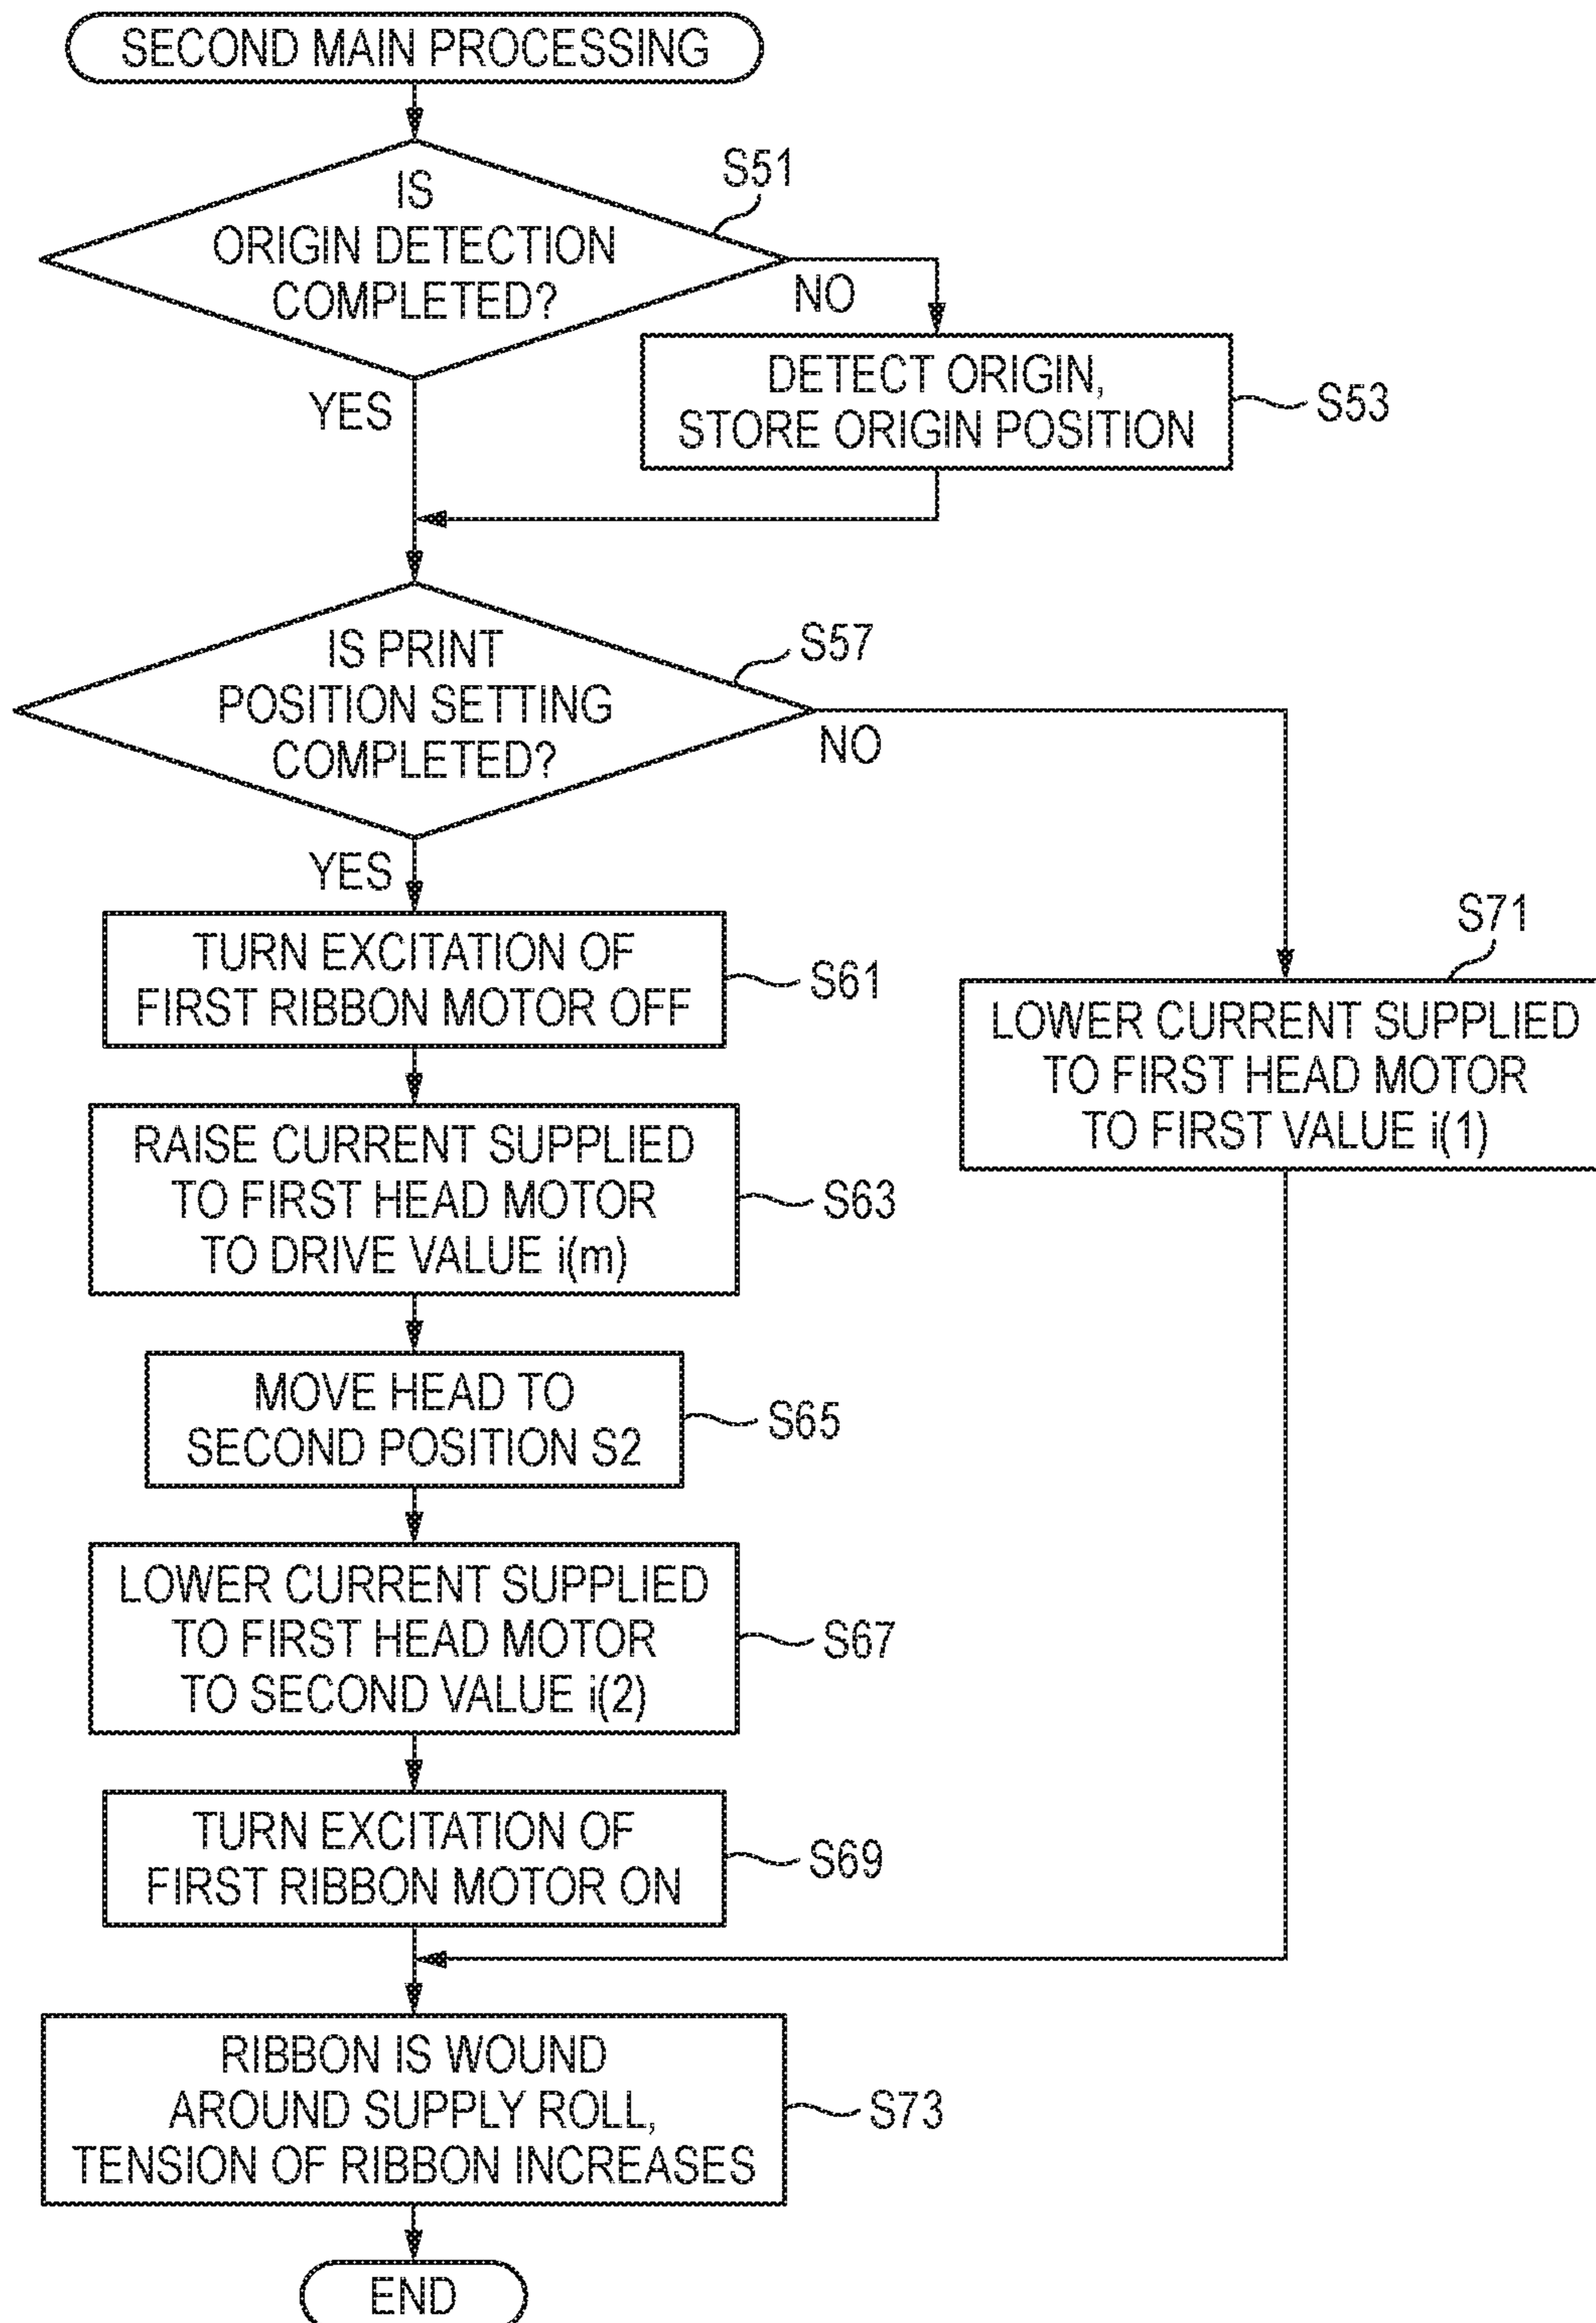 SECOND MAIN PROCESSING
S51
IS
ORIGIN DETECTION
COMPLETED?
NO
YES
DETECT ORIGIN,
STORE ORIGIN POSITION
S53
IS PRINT
POSITION SETTING
COMPLETED?
S57
NO
YES
TURN EXCITATION OF
FIRST RIBBON MOTOR OFF
S61
S71
LOWER CURRENT SUPPLIED
TO FIRST HEAD MOTOR
TO FIRST VALUE i(1)
RAISE CURRENT SUPPLIED
TO FIRST HEAD MOTOR
TO DRIVE VALUE i(m)
S63
MOVE HEAD TO
SECOND POSITION S2
S65
LOWER CURRENT SUPPLIED
TO FIRST HEAD MOTOR
TO SECOND VALUE i(2)
S67
TURN EXCITATION OF
FIRST RIBBON MOTOR ON
S69
RIBBON IS WOUND
AROUND SUPPLY ROLL,
TENSION OF RIBBON INCREASES
S73
END